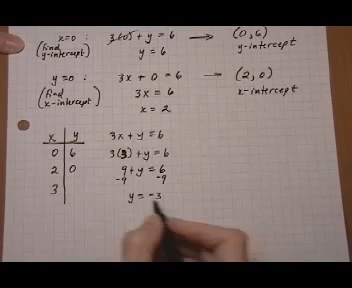 x=0 : 3(0) + y = 6 → (0,6)
(find y-intercept) y = 6 y-intercept
y=0 : 3x + 0 = 6 → (2,0)
(find x-intercept) 3x = 6 x-intercept
x = 2
x y 3x + y = 6
0 6 3(3) + y = 6
2 0 9 + y = 6
-9 -9
3 y = -3